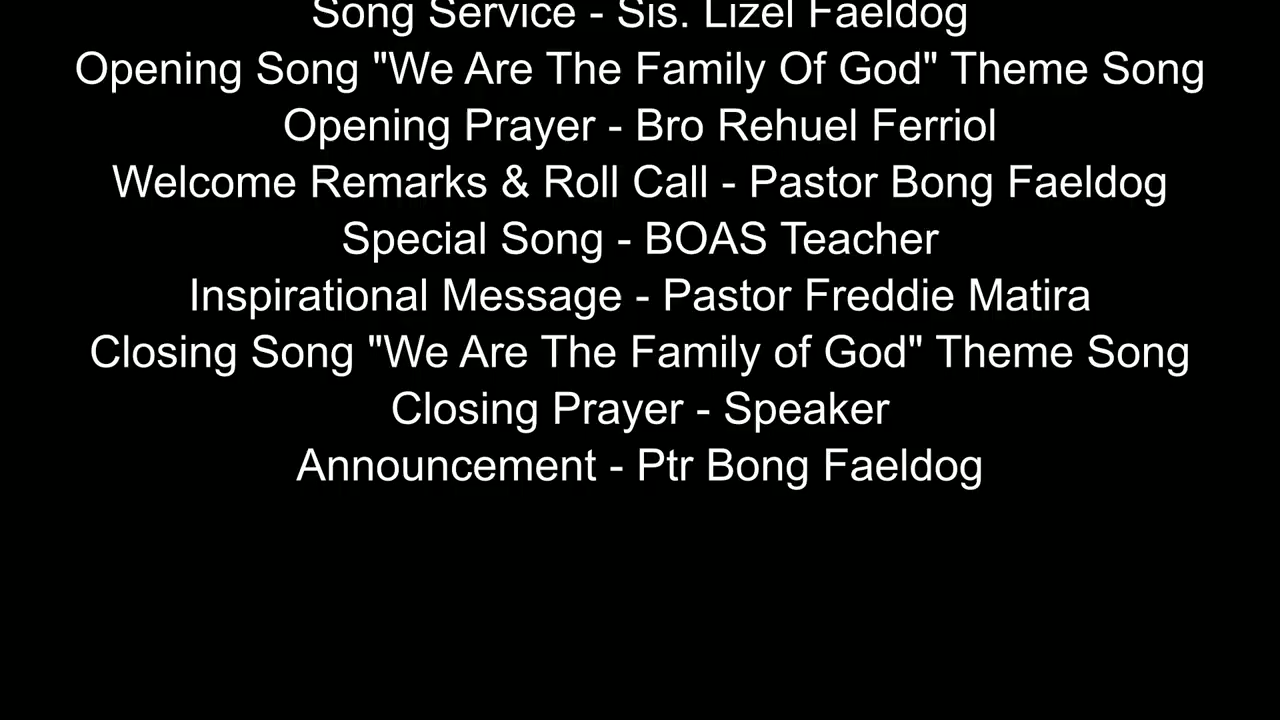 Song Service - Sis. Lizel Faeldog
Opening Song "We Are The Family Of God" Theme Song
Opening Prayer - Bro Rehuel Ferriol
Welcome Remarks & Roll Call - Pastor Bong Faeldog
Special Song - BOAS Teacher
Inspirational Message - Pastor Freddie Matira
Closing Song "We Are The Family of God" Theme Song
Closing Prayer - Speaker
Announcement - Ptr Bong Faeldog